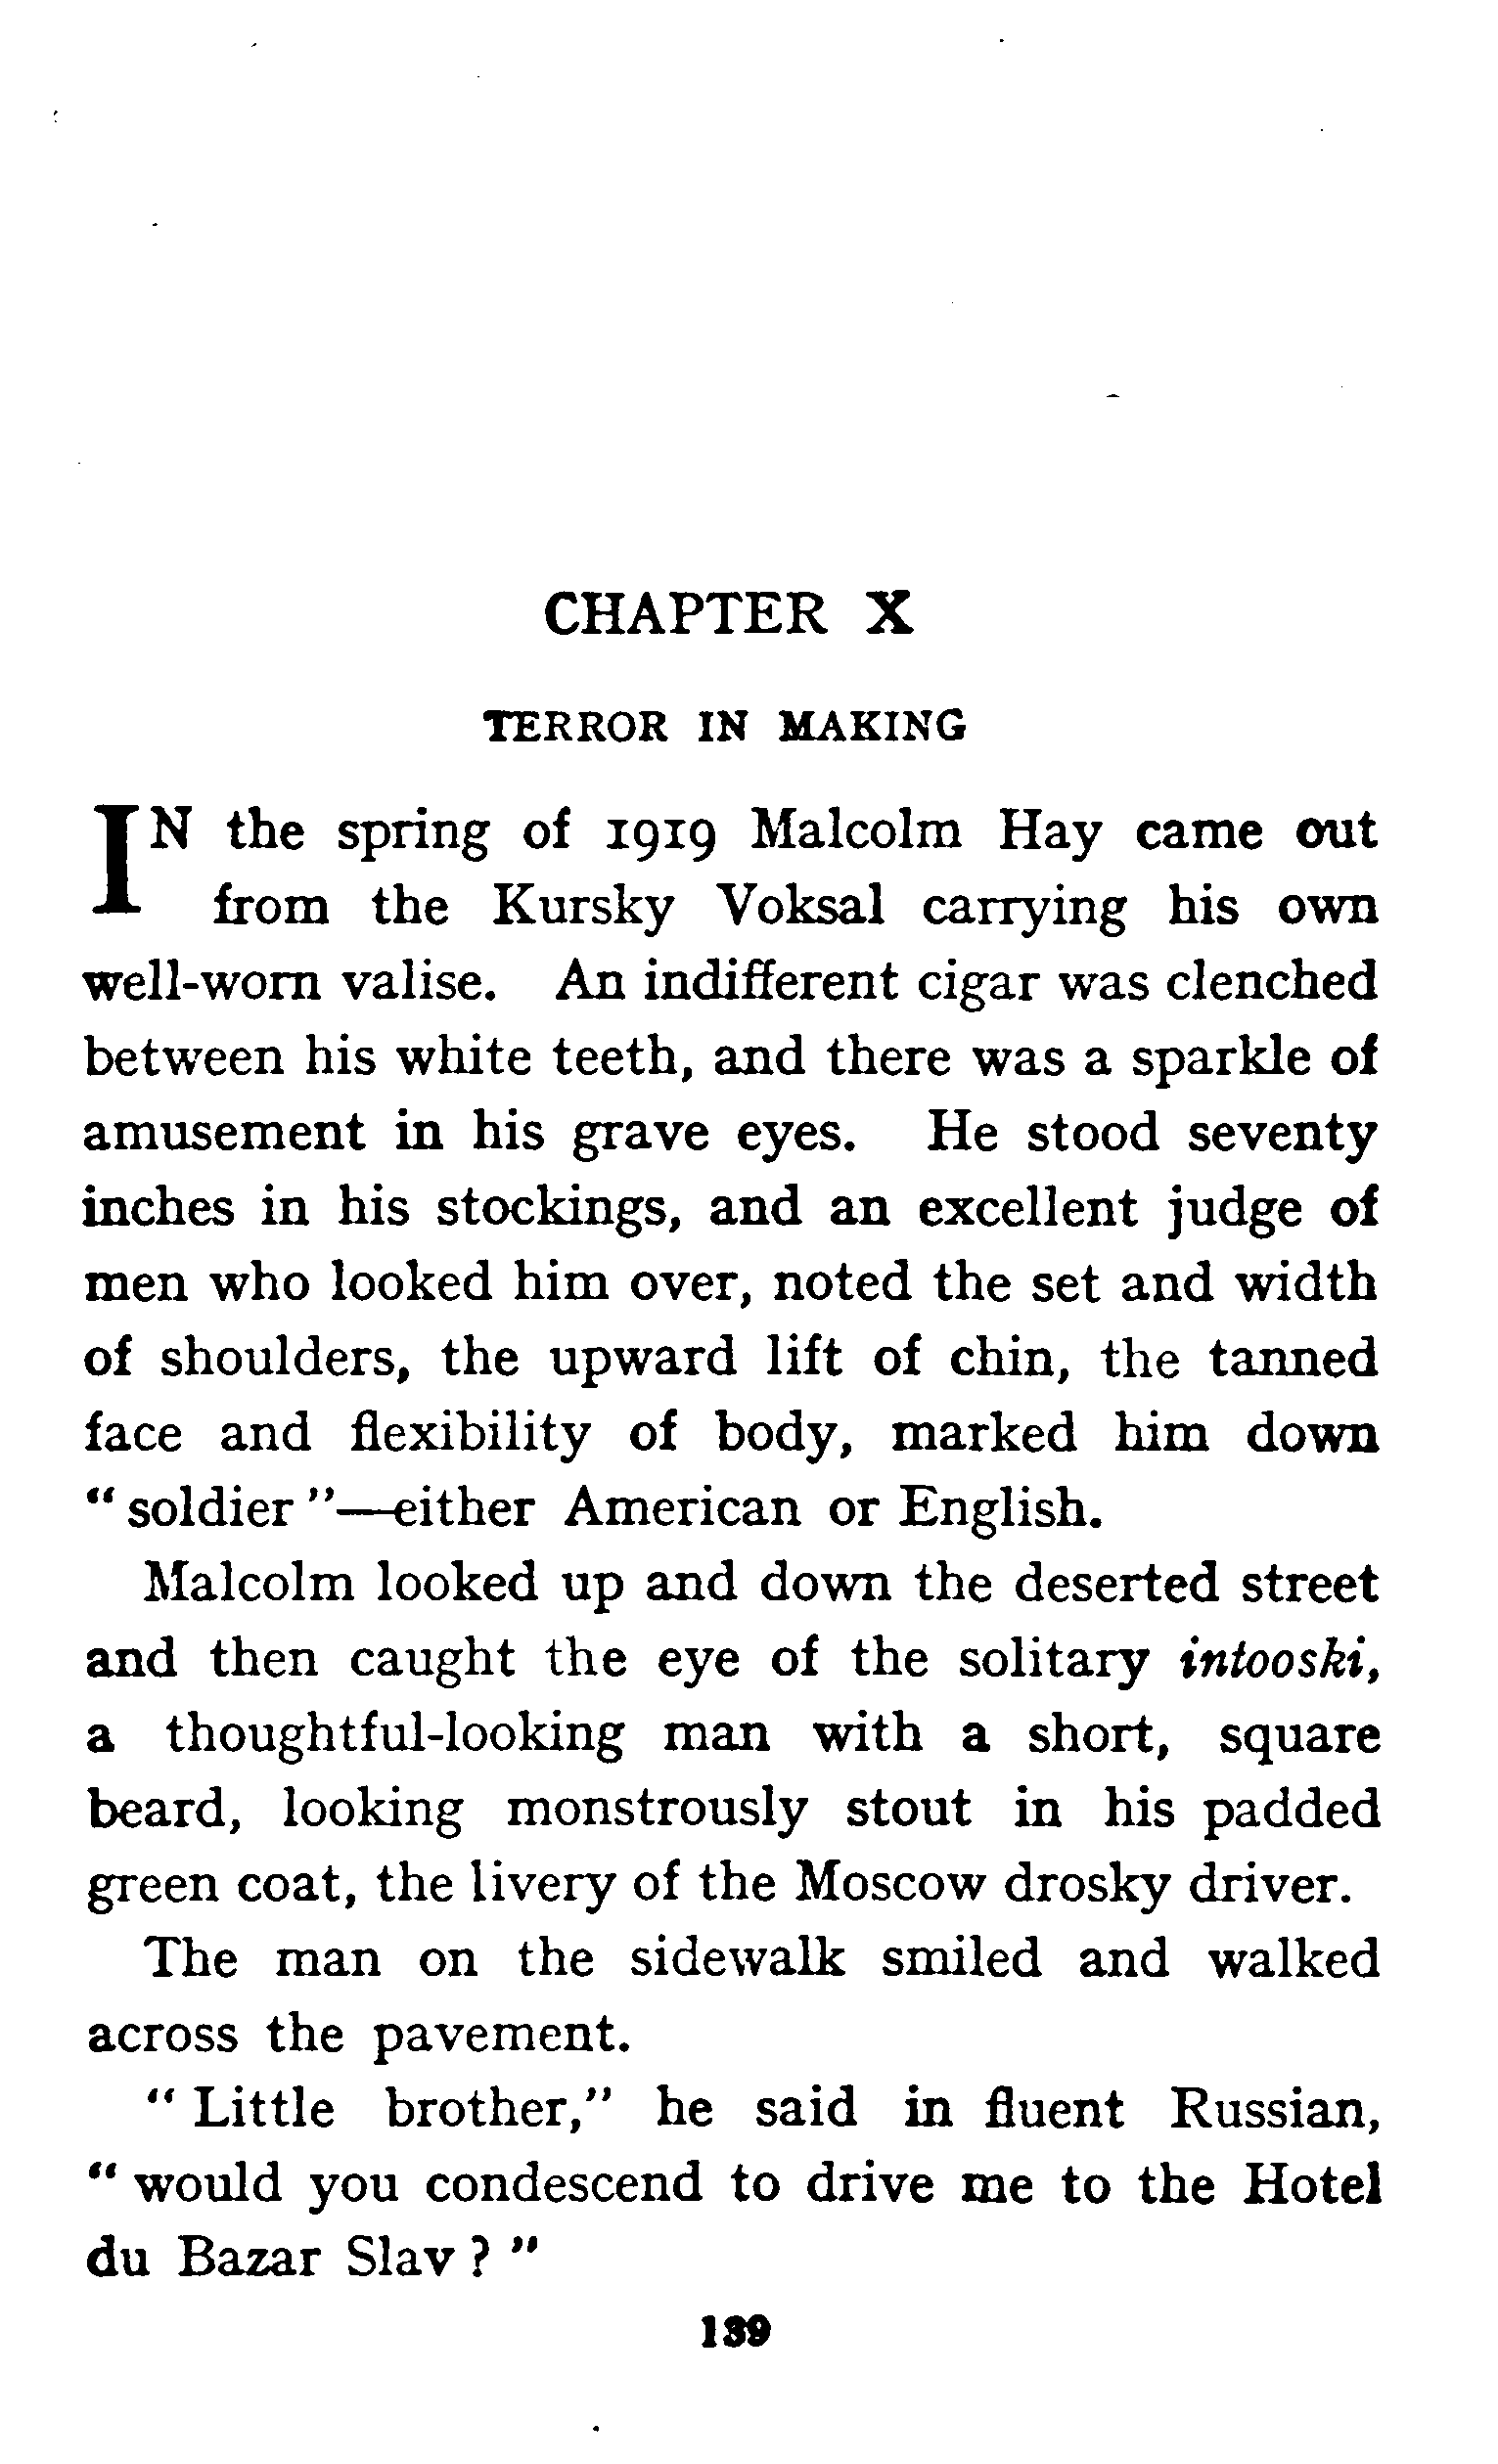 CHAPTER X
TERROR IN MAKING
IN the spring of 1919 Malcolm Hay came out
from the Kursky Voksal carrying his own
well-worn valise. An indifferent cigar was clenched
between his white teeth, and there was a sparkle of
amusement in his grave eyes. He stood seventy
inches in his stockings, and an excellent judge of
men who looked him over, noted the set and width
of shoulders, the upward lift of chin, the tanned
face and flexibility of body, marked him down
" soldier "—either American or English.
Malcolm looked up and down the deserted street
and then caught the eye of the solitary intooski,
a thoughtful-looking man with a short, square
beard, looking monstrously stout in his padded
green coat, the livery of the Moscow drosky driver.
The man on the sidewalk smiled and walked
across the pavement.
" Little brother," he said in fluent Russian,
" would you condescend to drive me to the Hotel
du Bazar Slav ? "
139